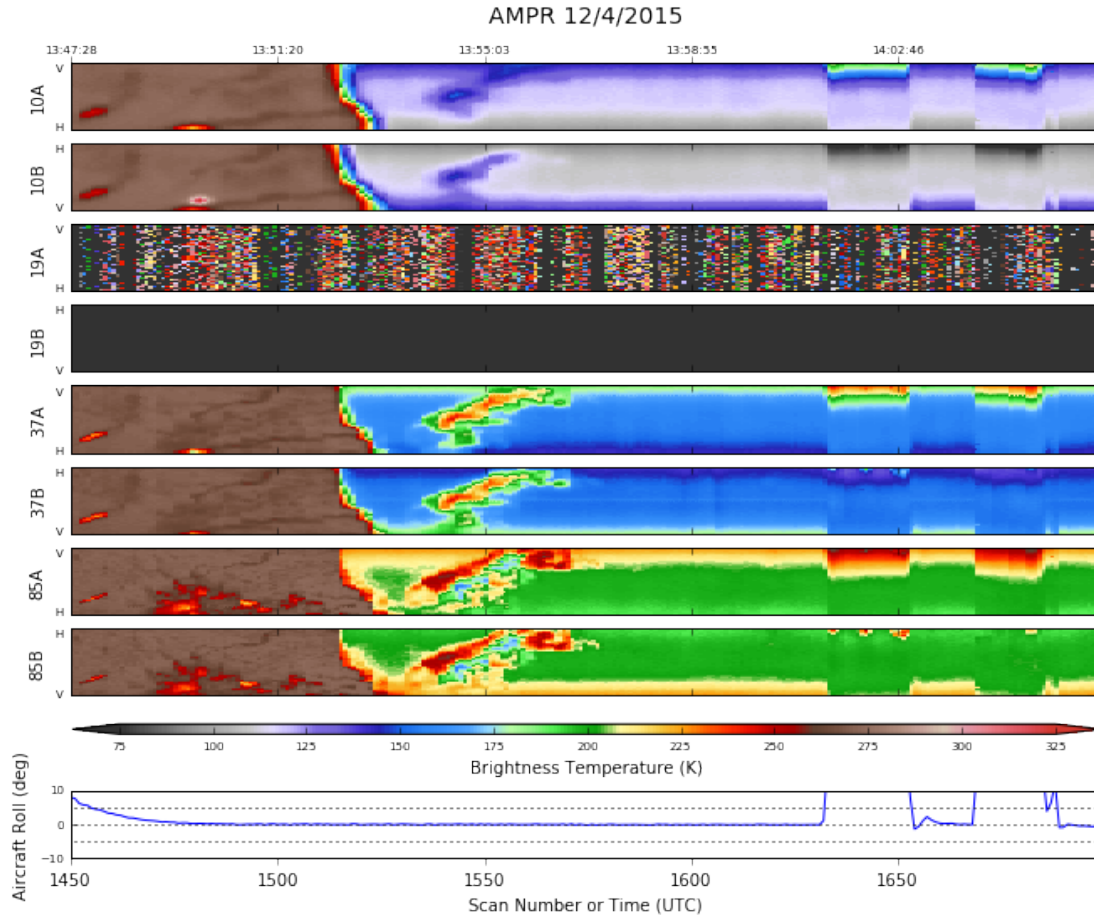 AMPR 12/4/2015
13:47:28 13:51:20 13:55:03 13:58:55 14:02:46
V
10A
H
H
10B
V
V
19A
H
H
19B
V
V
37A
H
H
37B
V
V
85A
H
H
85B
V
75 100 125 150 175 200 225 250 275 300 325
Brightness Temperature (K)
Aircraft Roll (deg)
10
5
0
−5
−10
1450 1500 1550 1600 1650
Scan Number or Time (UTC)